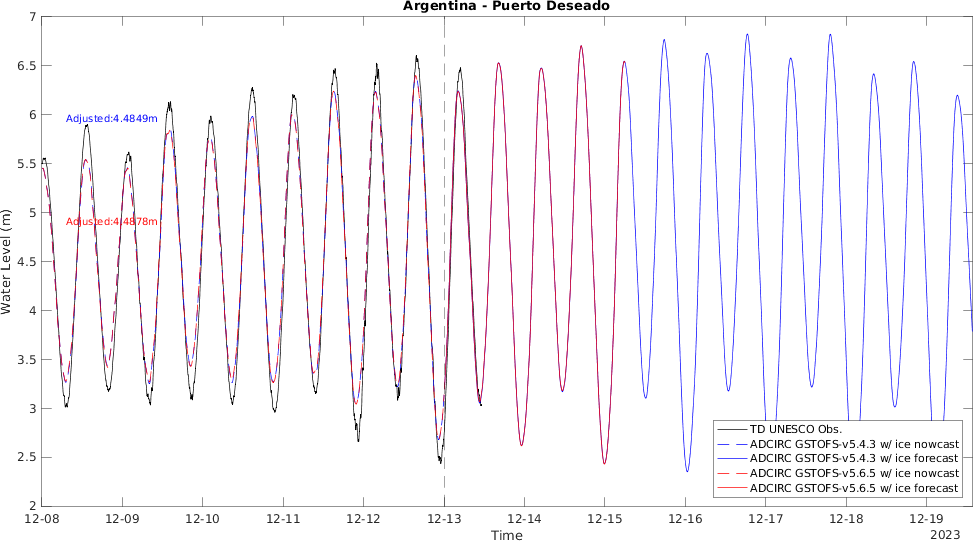 Argentina - Puerto Deseado
7
6.5
6
5.5
5
4.5
4
3.5
3
2.5
2
Water Level (m)
Adjusted:4.4849m
Adjusted:4.4878m
TD UNESCO Obs.
ADCIRC GSTOFS-v5.4.3 w/ ice nowcast
ADCIRC GSTOFS-v5.4.3 w/ ice forecast
ADCIRC GSTOFS-v5.6.5 w/ ice nowcast
ADCIRC GSTOFS-v5.6.5 w/ ice forecast
12-08 12-09 12-10 12-11 12-12 12-13 12-14 12-15 12-16 12-17 12-18 12-19
2023
Time